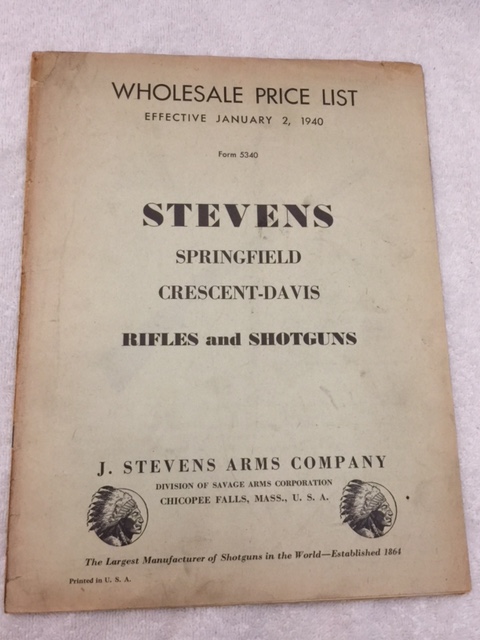 WHOLESALE PRICE LIST
EFFECTIVE JANUARY 2, 1940
Form 5340
STEVENS
SPRINGFIELD
CRESCENT-DAVIS
RIFLES and SHOTGUNS
J. STEVENS ARMS COMPANY
DIVISION OF SAVAGE ARMS CORPORATION
CHICOPEE FALLS, MASS., U. S. A.
The Largest Manufacturer of Shotguns in the World—Established 1864
Printed in U. S. A.